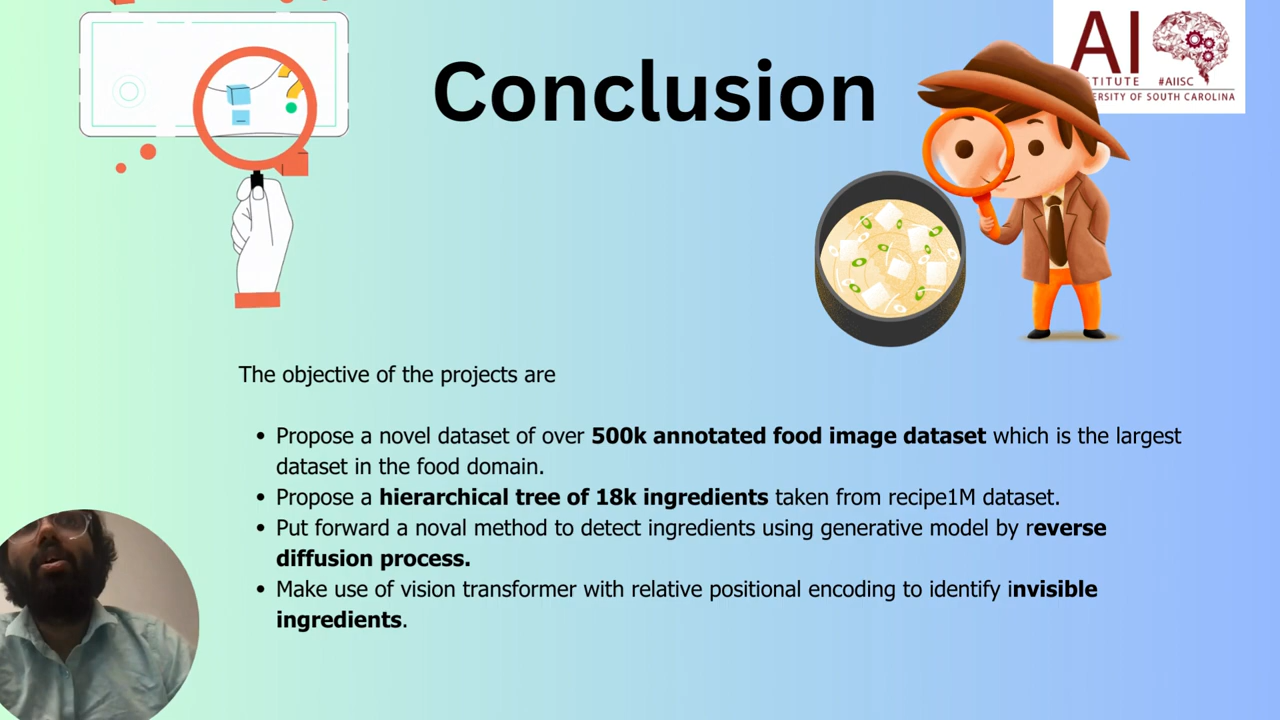 Conclusion
AI
TITUTE #AIISC
ERSITY OF SOUTH CAROLINA
The objective of the projects are
• Propose a novel dataset of over 500k annotated food image dataset which is the largest
dataset in the food domain.
• Propose a hierarchical tree of 18k ingredients taken from recipe1M dataset.
• Put forward a noval method to detect ingredients using generative model by reverse
diffusion process.
• Make use of vision transformer with relative positional encoding to identify invisible
ingredients.